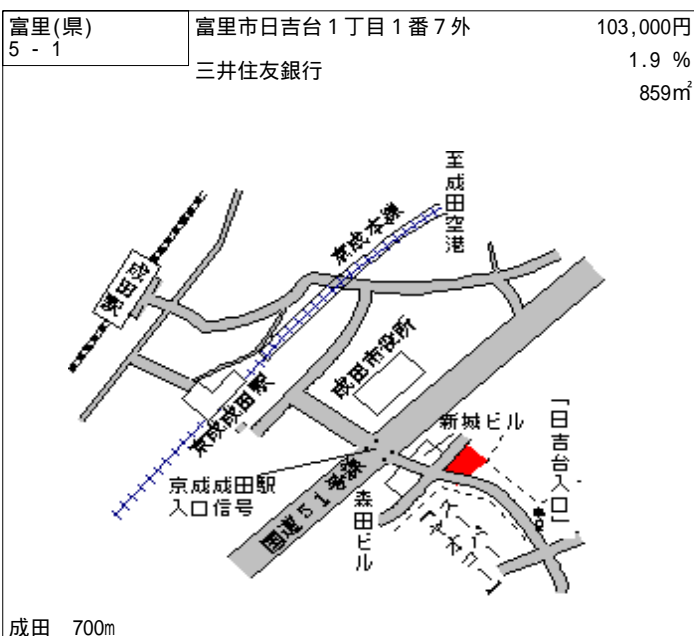 富里(県)
5 - 1
富里市日吉台1丁目1番7外
三井住友銀行
103,000円
1.9 %
859㎡
至成田空港
京成本線
成田駅
成田市役所
京成成田駅
新城ビル
「日吉台入口」
京成成田駅
入口信号
国道51号線
森田ビル
成田 700m